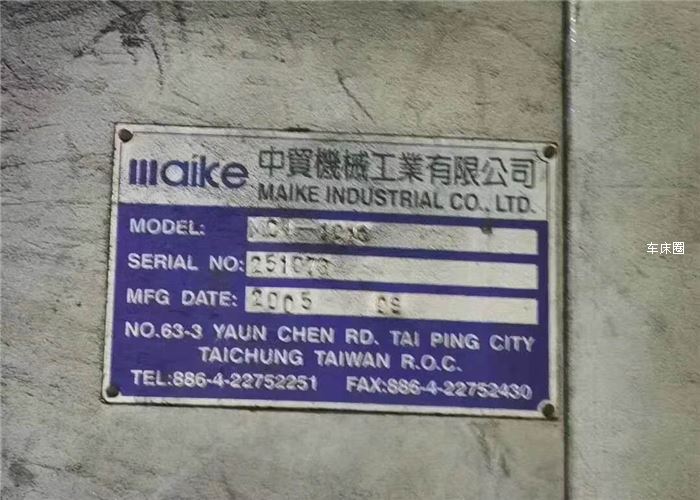 maike 中貿機械工業有限公司
MAIKE INDUSTRIAL CO., LTD.
MODEL:
SERIAL NO:
MFG DATE: 2005
NO.63-3 YAUN CHEN RD. TAI PING CITY
TAICHUNG TAIWAN R.O.C.
TEL:886-4-22752251 FAX:886-4-22752430
车床圈